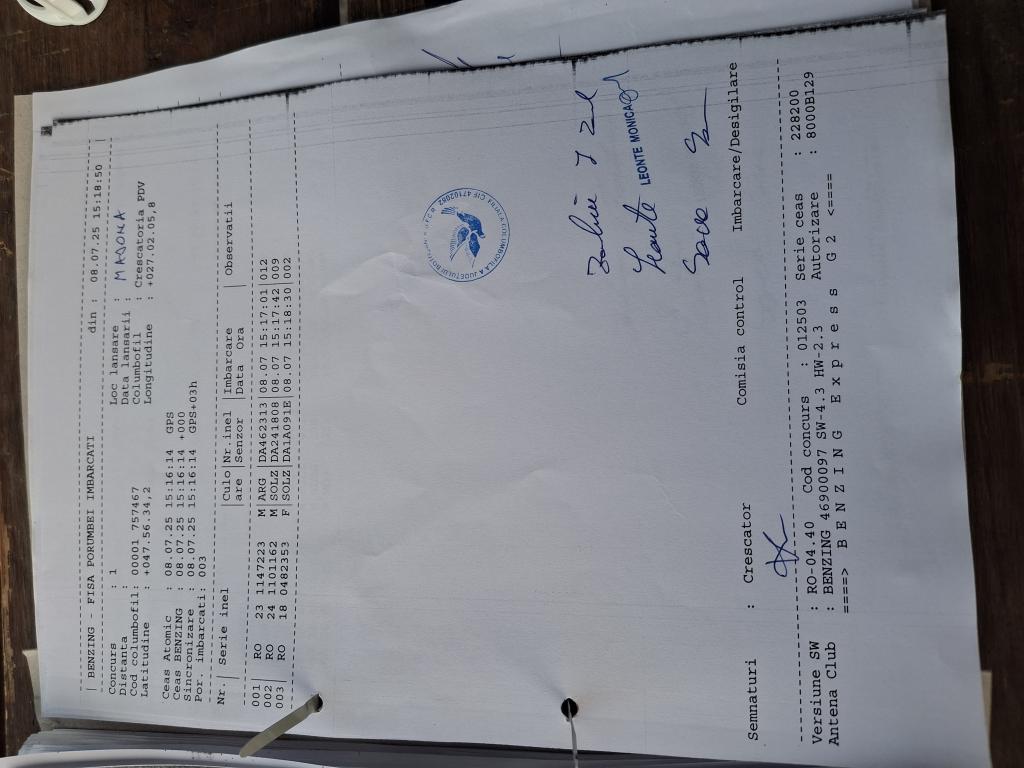 | BENZING - FISA PORUMBEI IMBARCATI din : 08.07.25 15:18:50 |
Concurs : 1 Loc lansare : MADONA
Distanta : Data lansarii :
Cod columbofil: 00001 757467 Columbofil : Crescatoria PDV
Latitudine : +047.56.34,2 Longitudine : +027.02.05,8
Ceas Atomic : 08.07.25 15:16:14 GPS
Ceas BENZING : 08.07.25 15:16:14 +000
Sincronizare : 08.07.25 15:16:14 GPS+03h
Por. imbarcati: 003
Nr.| Serie inel |Culo|Nr.inel |Imbarcare | Observatii
|are |Senzor |Data Ora |
001| RO 23 1147223 M|ARG |DA462313|08.07 15:17:01|012
002| RO 24 1101162 M|SOLZ|DA241808|08.07 15:17:42|009
003| RO 18 0482353 F|SOLZ|DA1A091E|08.07 15:18:30|002
JUDETULUI
FILIALA COLUMBOFILA
CIF 47102082
LEONTE MONICA
Semnaturi : Crescator Comisia control Imbarcare/Desigilare
Versiune SW : RO-04.40 Cod concurs : 012503 Serie ceas : 228200
Antena Club : BENZING 46900097 SW-4.3 HW-2.3 Autorizare : 8000B129
====> B E N Z I N G E x p r e s s G 2 <====